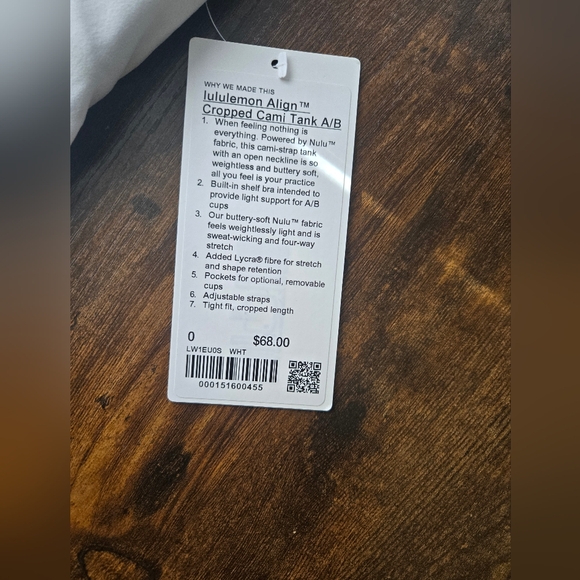 WHY WE MADE THIS
lululemon Align™
Cropped Cami Tank A/B
1. When feeling nothing is
everything. Powered by Nulu™
fabric, this cami-strap tank
with an open neckline is so
weightless and buttery soft,
all you feel is your practice
2. Built-in shelf bra intended to
provide light support for A/B
cups
3. Our buttery-soft Nulu™ fabric
feels weightlessly light and is
sweat-wicking and four-way
stretch
4. Added Lycra® fibre for stretch
and shape retention
5. Pockets for optional, removable
cups
6. Adjustable straps
7. Tight fit, cropped length
0 $68.00
LW1EU0S WHT
000151600455